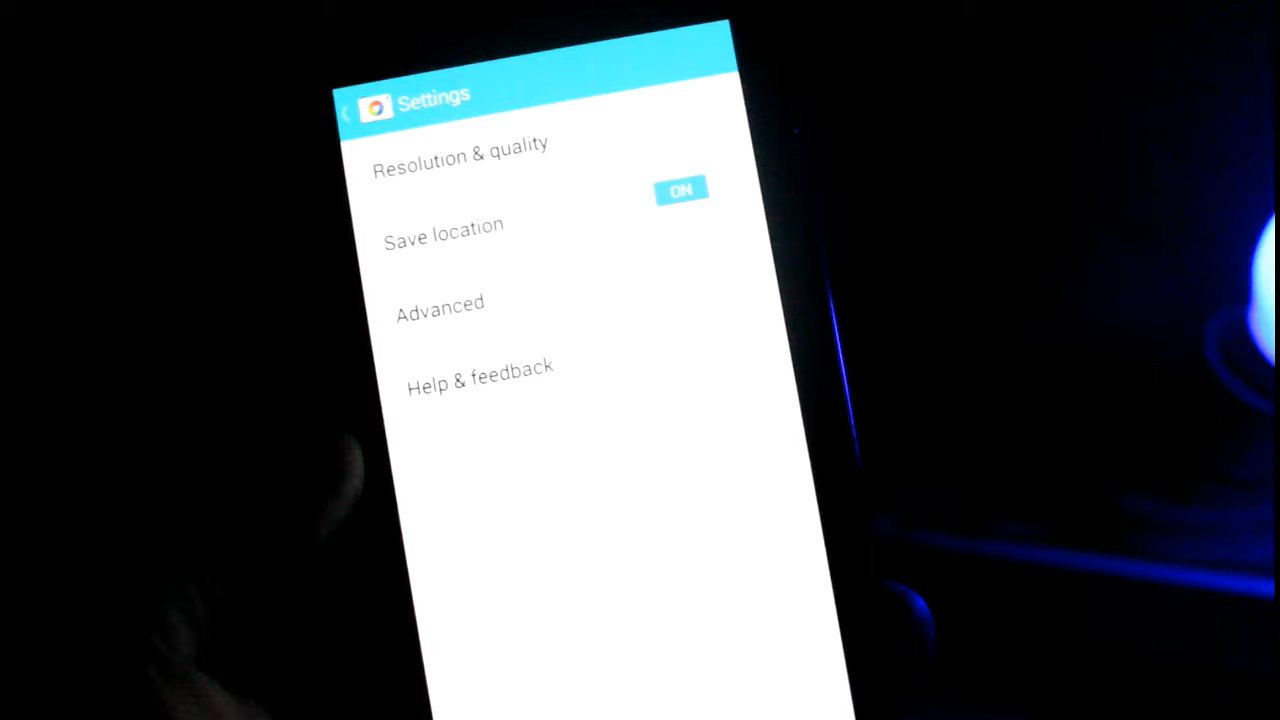 Settings
Resolution & quality
Save location
ON
Advanced
Help & feedback